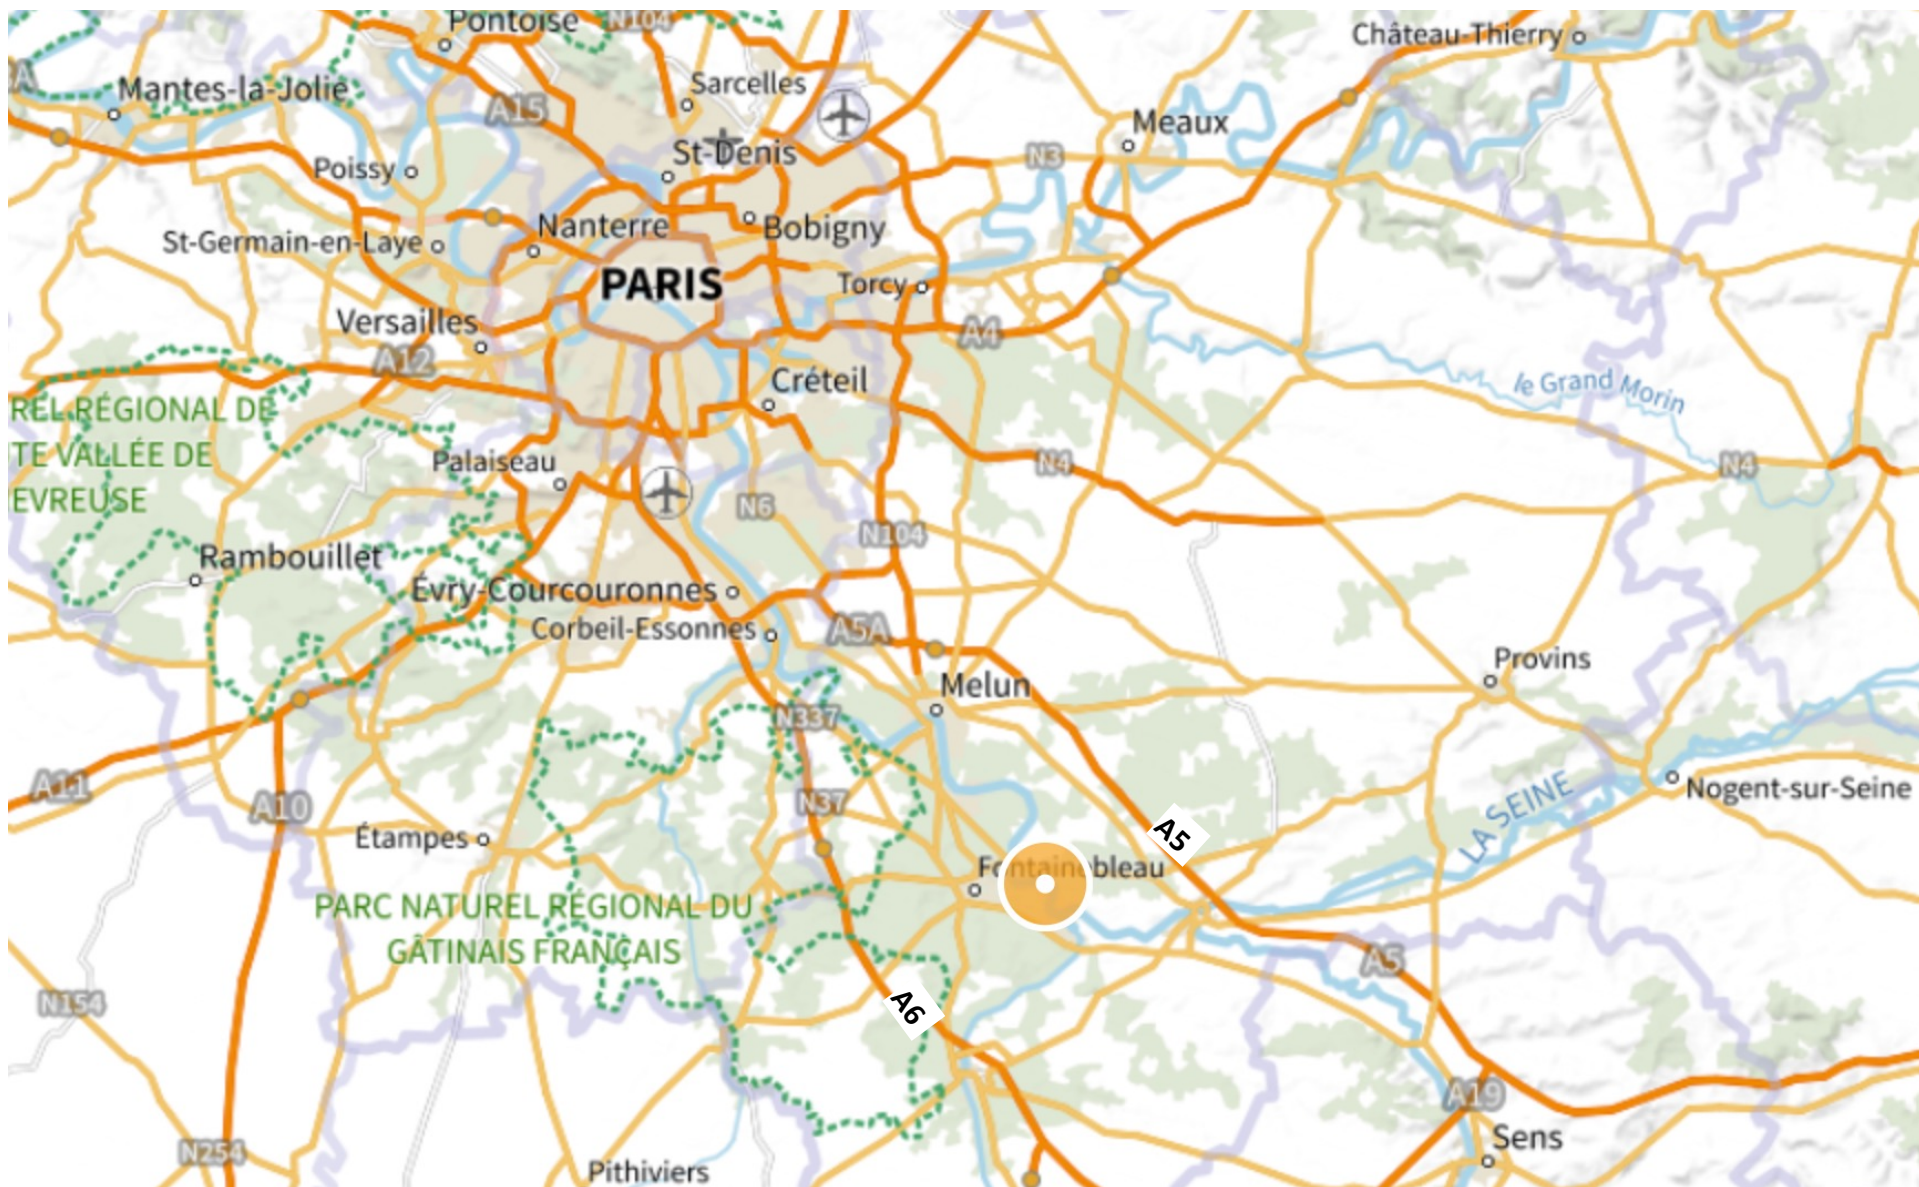 Pontoise
N104
Château-Thierry
A
Mantes-la-Jolie
Sarcelles
A15
Meaux
St-Denis
N3
Poissy
Nanterre
Bobigny
St-Germain-en-Laye
PARIS
Torcy
Versailles
A4
A12
Créteil
le Grand Morin
REL RÉGIONAL DE
TE VALLÉE DE
EVREUSE
Palaiseau
N4
N4
N6
N104
Rambouillet
Évry-Courcouronnes
Corbeil-Essonnes
A5A
Provins
Melun
N337
A11
A10
N37
LA SEINE
Nogent-sur-Seine
A5
Étampes
Fontainebleau
PARC NATUREL RÉGIONAL DU
GÂTINAIS FRANÇAIS
A5
N154
A6
A19
N254
Sens
Pithiviers